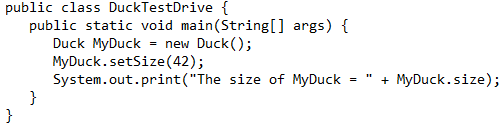 public class DuckTestDrive {
public static void main(String[] args) {
Duck MyDuck = new Duck();
MyDuck.setSize(42);
System.out.print("The size of MyDuck = " + MyDuck.size);
}
}